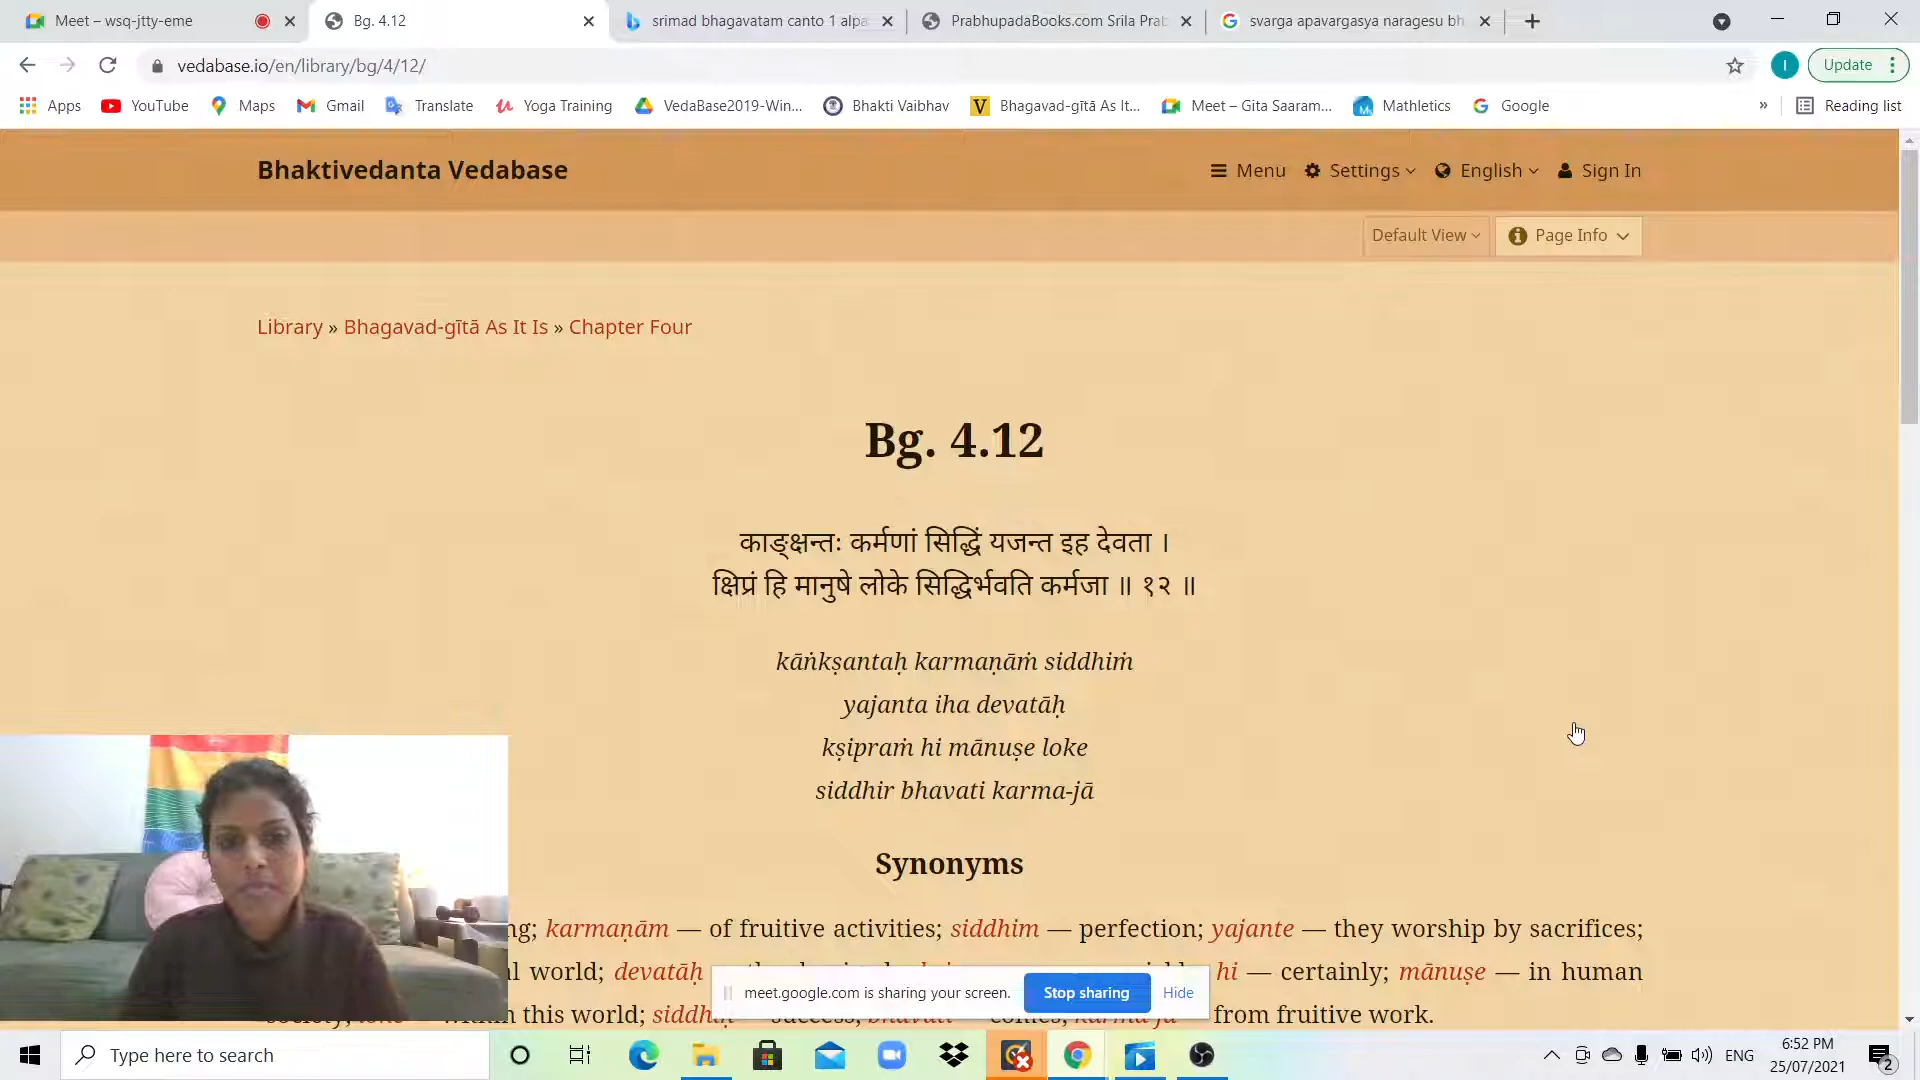 Meet – wsq-jtty-eme
Bg. 4.12
srimad bhagavatam canto 1 alpa
PrabhupadaBooks.com Srila Prab
svarga apavargasya naragesu bh
vedabase.io/en/library/bg/4/12/
Update
Apps
YouTube
Maps
Gmail
Translate
Yoga Training
VedaBase2019-Win...
Bhakti Vaibhav
Bhagavad-gītā As It...
Meet – Gita Saaram...
Mathletics
Google
»
Reading list
Bhaktivedanta Vedabase
Menu
Settings
English
Sign In
Default View
Page Info
Library » Bhagavad-gītā As It Is » Chapter Four
Bg. 4.12
काङ्‍क्षन्तः कर्मणां सिद्धिं यजन्त इह देवता ।
क्षिप्रं हि मानुषे लोके सिद्धिर्भवति कर्मजा ॥ १२ ॥
kāṅkṣantaḥ karmaṇāṁ siddhiṁ
yajanta iha devatāḥ
kṣipraṁ hi mānuṣe loke
siddhir bhavati karma-jā
Synonyms
ng; karmaṇām — of fruitive activities; siddhim — perfection; yajante — they worship by sacrifices;
l world; devatāḥ hi — certainly; mānuṣe — in human
this world; from fruitive work.
meet.google.com is sharing your screen.
Stop sharing
Hide
Type here to search
ENG
6:52 PM
25/07/2021
2